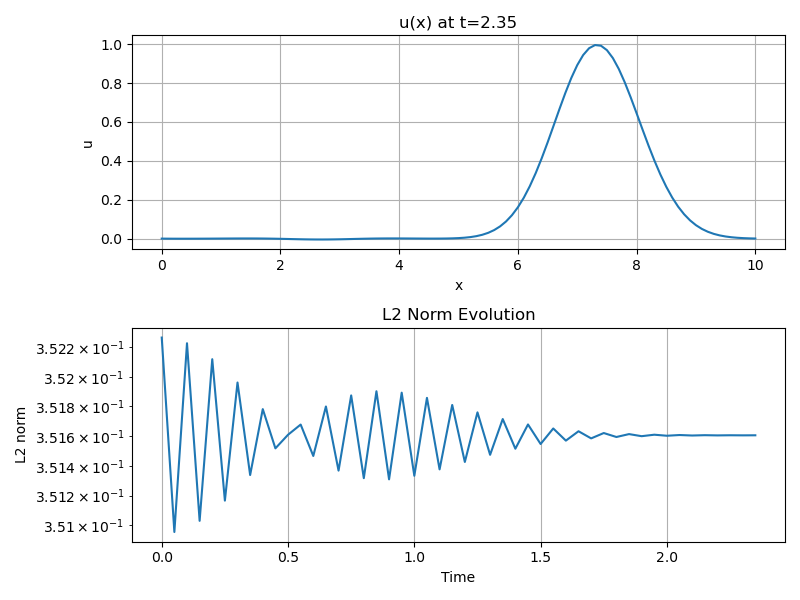 u(x) at t=2.35
1.0
0.8
0.6
0.4
0.2
0.0
u
0 2 4 6 8 10
x
L2 Norm Evolution
3.522 × 10⁻¹
3.52 × 10⁻¹
3.518 × 10⁻¹
3.516 × 10⁻¹
3.514 × 10⁻¹
3.512 × 10⁻¹
3.51 × 10⁻¹
L2 norm
0.0 0.5 1.0 1.5 2.0
Time